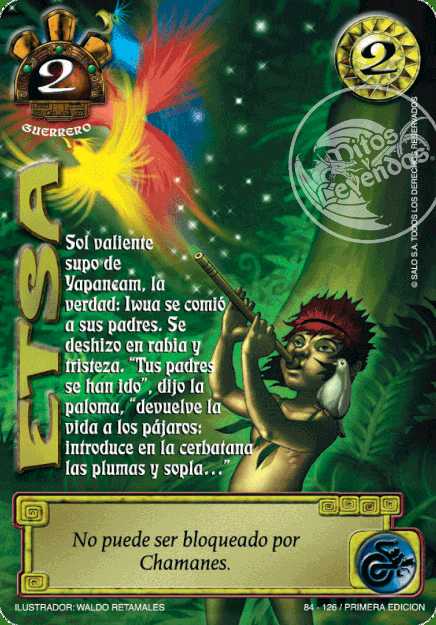 2
GUERRERO
2
Mitos y
Leyendas
© SALO S.A. TODOS LOS DERECHOS RESERVADOS
ETSA
Sol valiente
supo de
Yapancam, la
verdad: Iwua se comió
a sus padres. Se
deshizo en rabia y
tristeza. “Tus padres
se han ido”, dijo la
paloma, “devuelve la
vida a los pájaros:
introduce en la cerbatana
las plumas y sopla...”
No puede ser bloqueado por
Chamanes.
ILUSTRADOR: WALDO RETAMALES
84 - 126 / PRIMERA EDICION